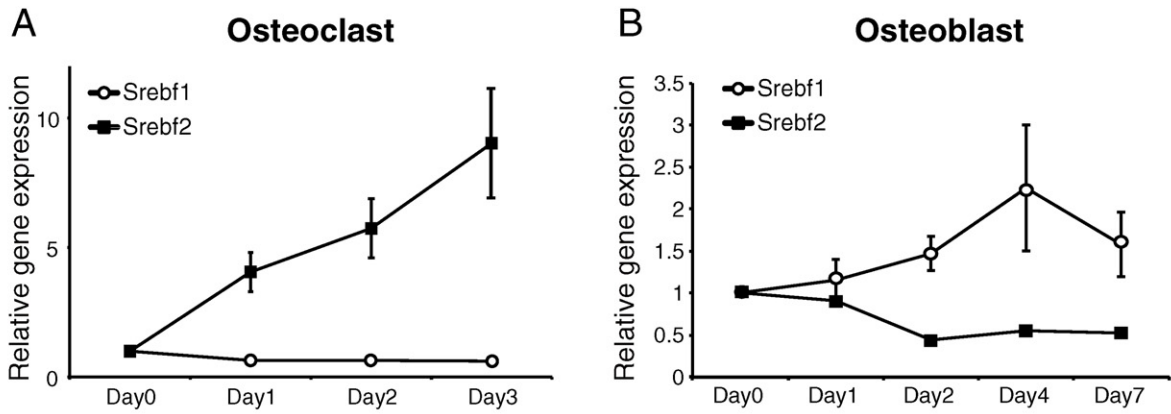 A
Osteoclast
Srebf1
Srebf2
Relative gene expression
10
5
0
Day0 Day1 Day2 Day3
B
Osteoblast
Srebf1
Srebf2
Relative gene expression
3.5
3
2.5
2
1.5
1
0.5
0
Day0 Day1 Day2 Day4 Day7